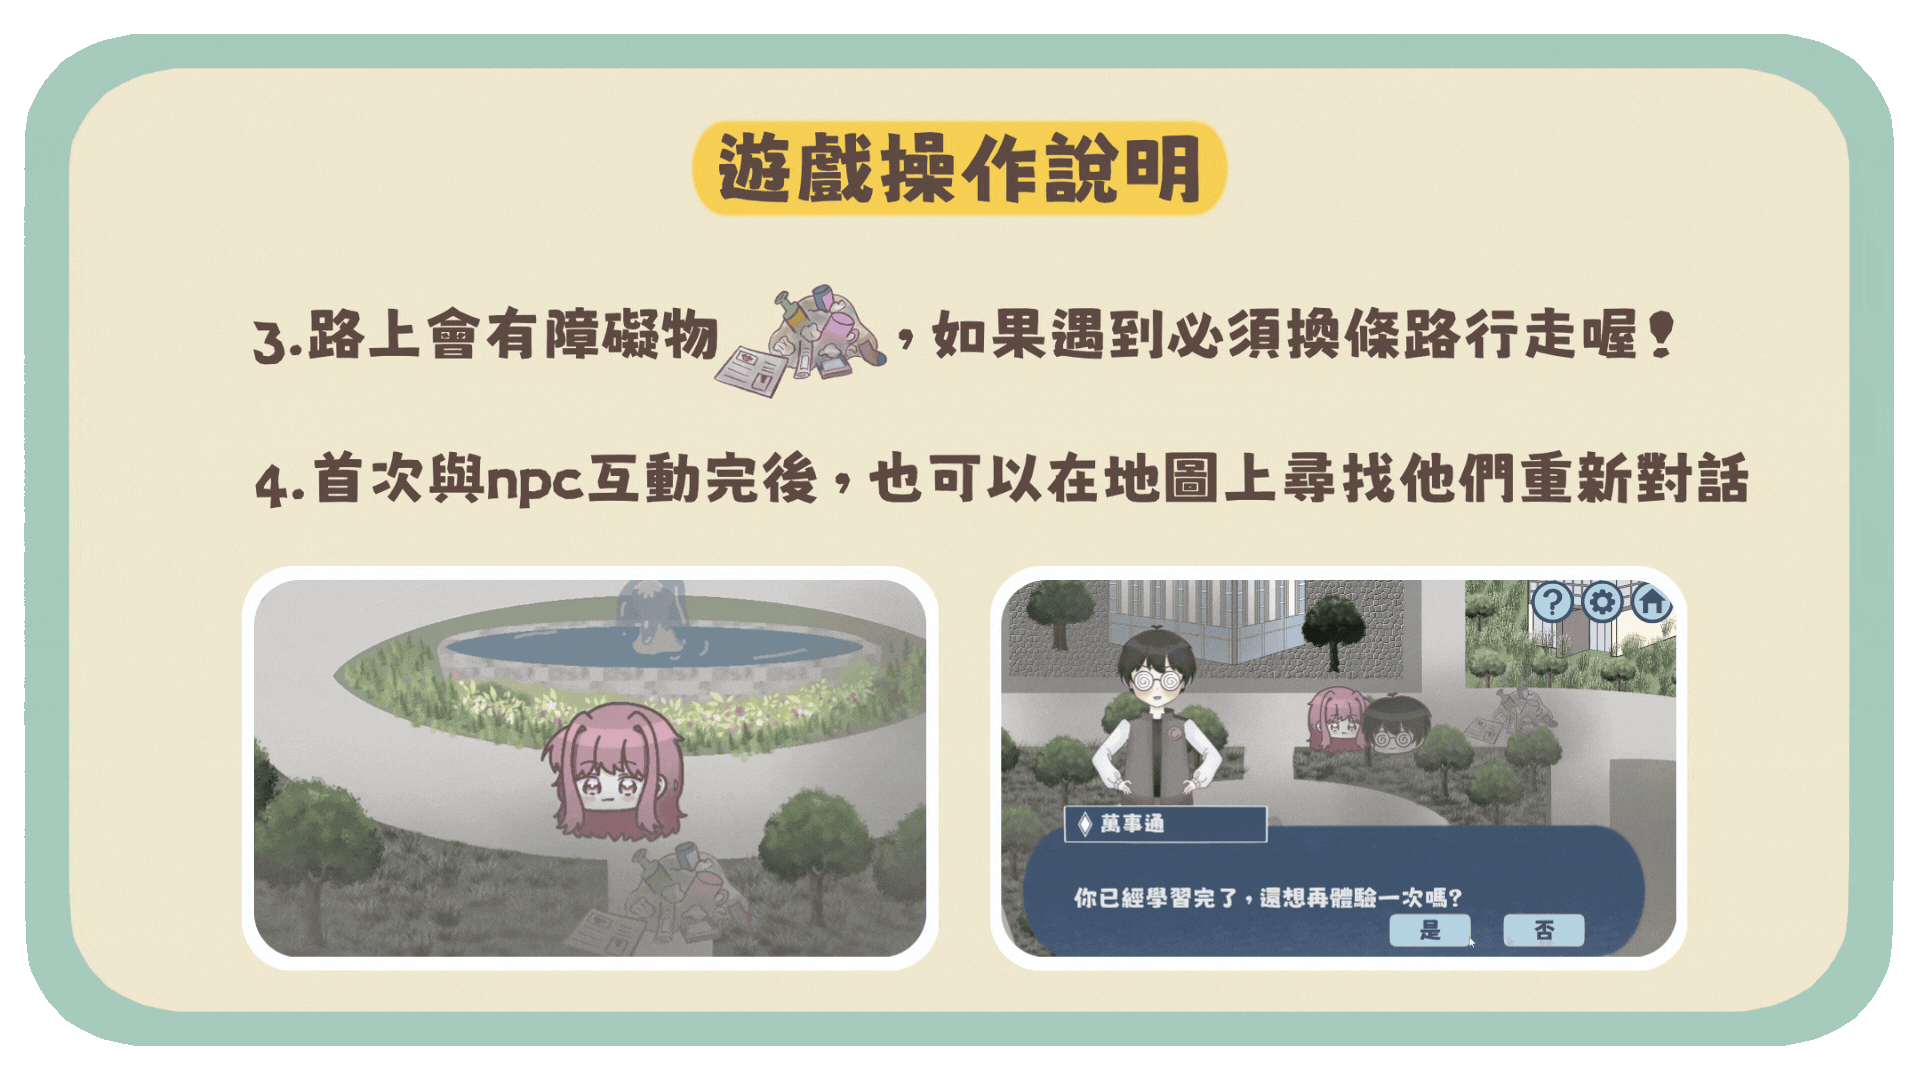 遊戲操作說明
3.路上會有障礙物，如果遇到必須換條路行走喔！
4.首次與npc互動完後，也可以在地圖上尋找他們重新對話
?
萬事通
你已經學習完了，還想再體驗一次嗎?
是 否